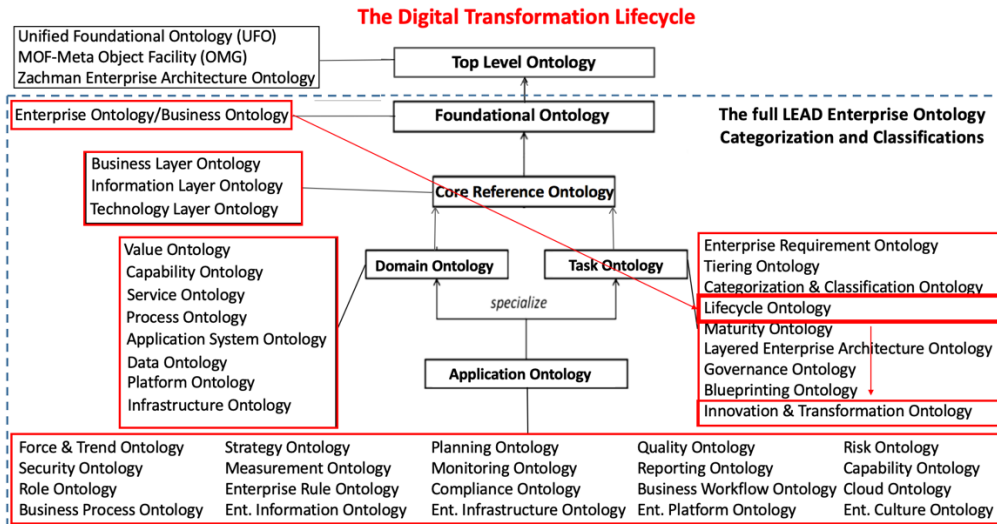 The Digital Transformation Lifecycle
Unified Foundational Ontology (UFO)
MOF-Meta Object Facility (OMG)
Zachman Enterprise Architecture Ontology
Top Level Ontology
Enterprise Ontology/Business Ontology
Foundational Ontology
The full LEAD Enterprise Ontology
Categorization and Classifications
Business Layer Ontology
Information Layer Ontology
Technology Layer Ontology
Core Reference Ontology
Value Ontology
Capability Ontology
Service Ontology
Process Ontology
Application System Ontology
Data Ontology
Platform Ontology
Infrastructure Ontology
Domain Ontology
Task Ontology
specialize
Application Ontology
Enterprise Requirement Ontology
Tiering Ontology
Categorization & Classification Ontology
Lifecycle Ontology
Maturity Ontology
Layered Enterprise Architecture Ontology
Governance Ontology
Blueprinting Ontology
Innovation & Transformation Ontology
Force & Trend Ontology
Security Ontology
Role Ontology
Business Process Ontology
Strategy Ontology
Measurement Ontology
Enterprise Rule Ontology
Ent. Information Ontology
Planning Ontology
Monitoring Ontology
Compliance Ontology
Ent. Infrastructure Ontology
Quality Ontology
Reporting Ontology
Business Workflow Ontology
Ent. Platform Ontology
Risk Ontology
Capability Ontology
Cloud Ontology
Ent. Culture Ontology